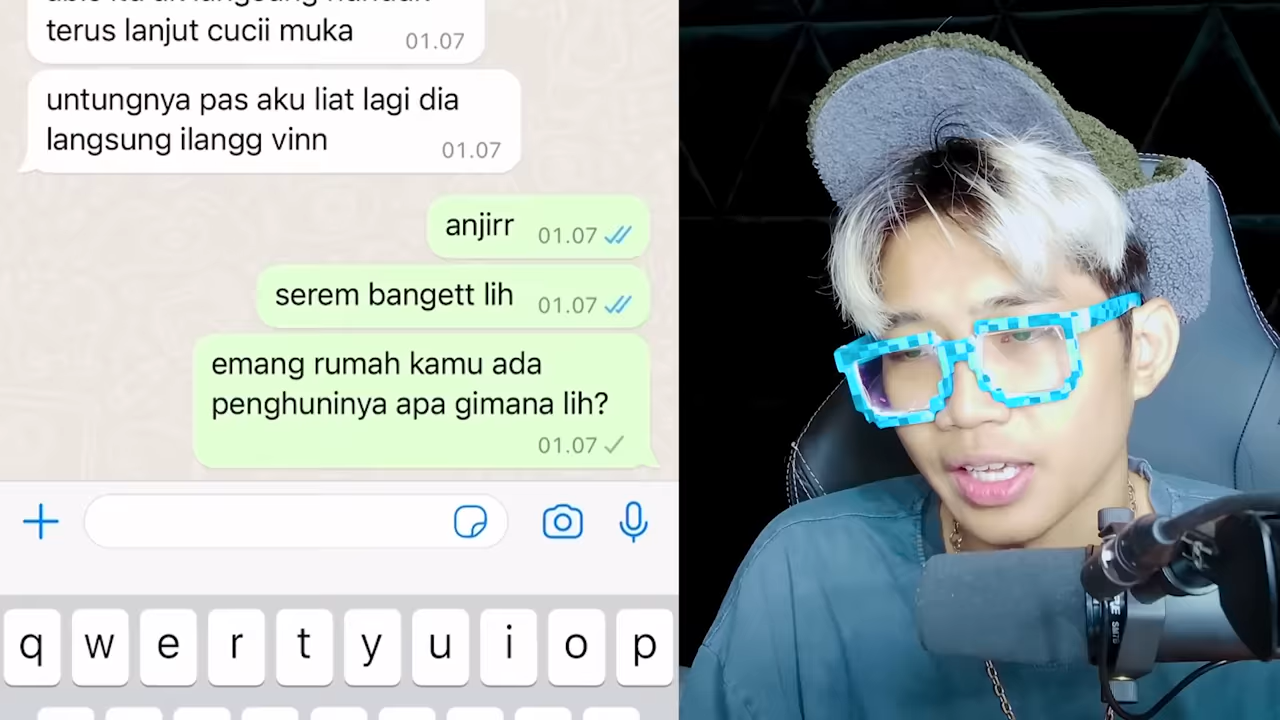 terus lanjut cucii muka
01.07
untungnya pas aku liat lagi dia
langsung ilangg vinn
01.07
anjirr
01.07
serem bangett lih
01.07
emang rumah kamu ada
penghuninya apa gimana lih?
01.07
q w e r t y u i o p